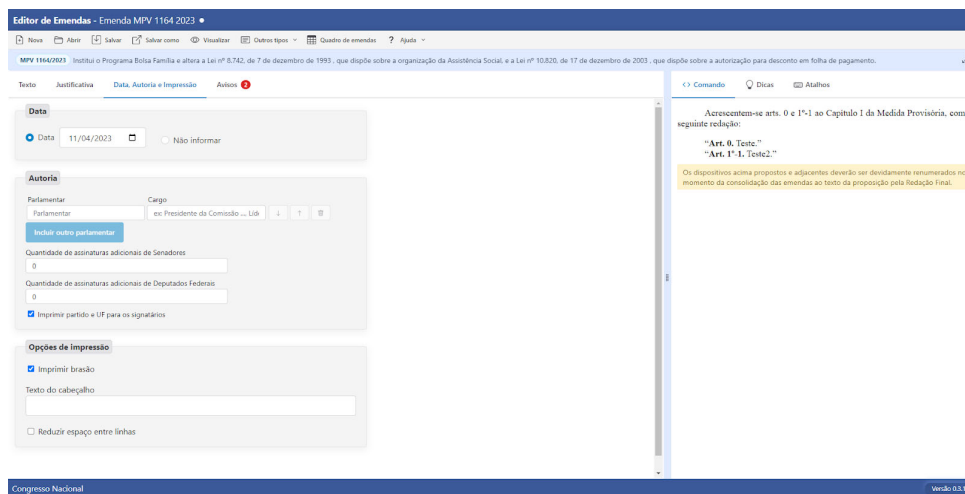 Editor de Emendas - Emenda MPV 1164 2023 ●
Nova Abrir Salvar Salvar como Visualizar Outros tipos Quadro de emendas ? Ajuda
MPV 1164/2023 Institui o Programa Bolsa Família e altera a Lei nº 8.742, de 7 de dezembro de 1993 , que dispõe sobre a organização da Assistência Social, e a Lei nº 10.820, de 17 de dezembro de 2003 , que dispõe sobre a autorização para desconto em folha de pagamento.
Texto Justificativa Data, Autoria e Impressão Avisos 2
Data
Data 11/04/2023 Não informar
Autoria
Parlamentar Cargo
Parlamentar ex: Presidente da Comissão ... Líde ↓ ↑
Incluir outro parlamentar
Quantidade de assinaturas adicionais de Senadores
0
Quantidade de assinaturas adicionais de Deputados Federais
0
Imprimir partido e UF para os signatários
Opções de impressão
Imprimir brasão
Texto do cabeçalho
Reduzir espaço entre linhas
<> Comando Dicas Atalhos
Acrescentem-se arts. 0 e 1º-1 ao Capítulo I da Medida Provisória, com
seguinte redação:
“Art. 0. Teste.”
“Art. 1º-1. Teste2.”
Os dispositivos acima propostos e adjacentes deverão ser devidamente renumerados no
momento da consolidação das emendas ao texto da proposição pela Redação Final.
Congresso Nacional Versão 0.3.1